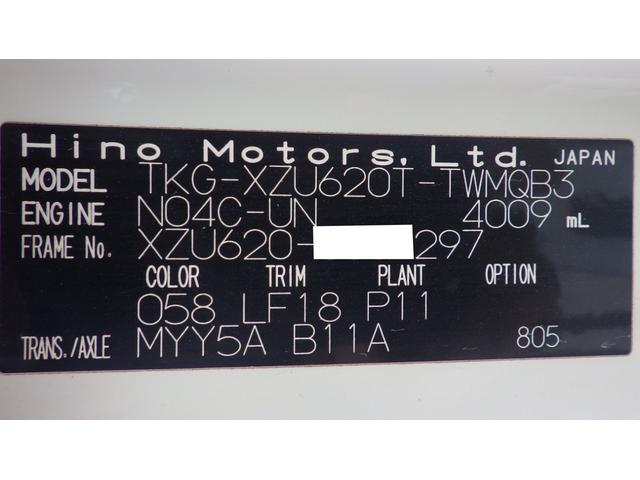 Hino Motors, Ltd. JAPAN
MODEL TKG-XZU620T-TWMQB3
ENGINE N04C-UN 4009 mL
FRAME No. XZU620- 297
COLOR TRIM PLANT OPTION
058 LF18 P11
TRANS./AXLE MYY5A B11A 805